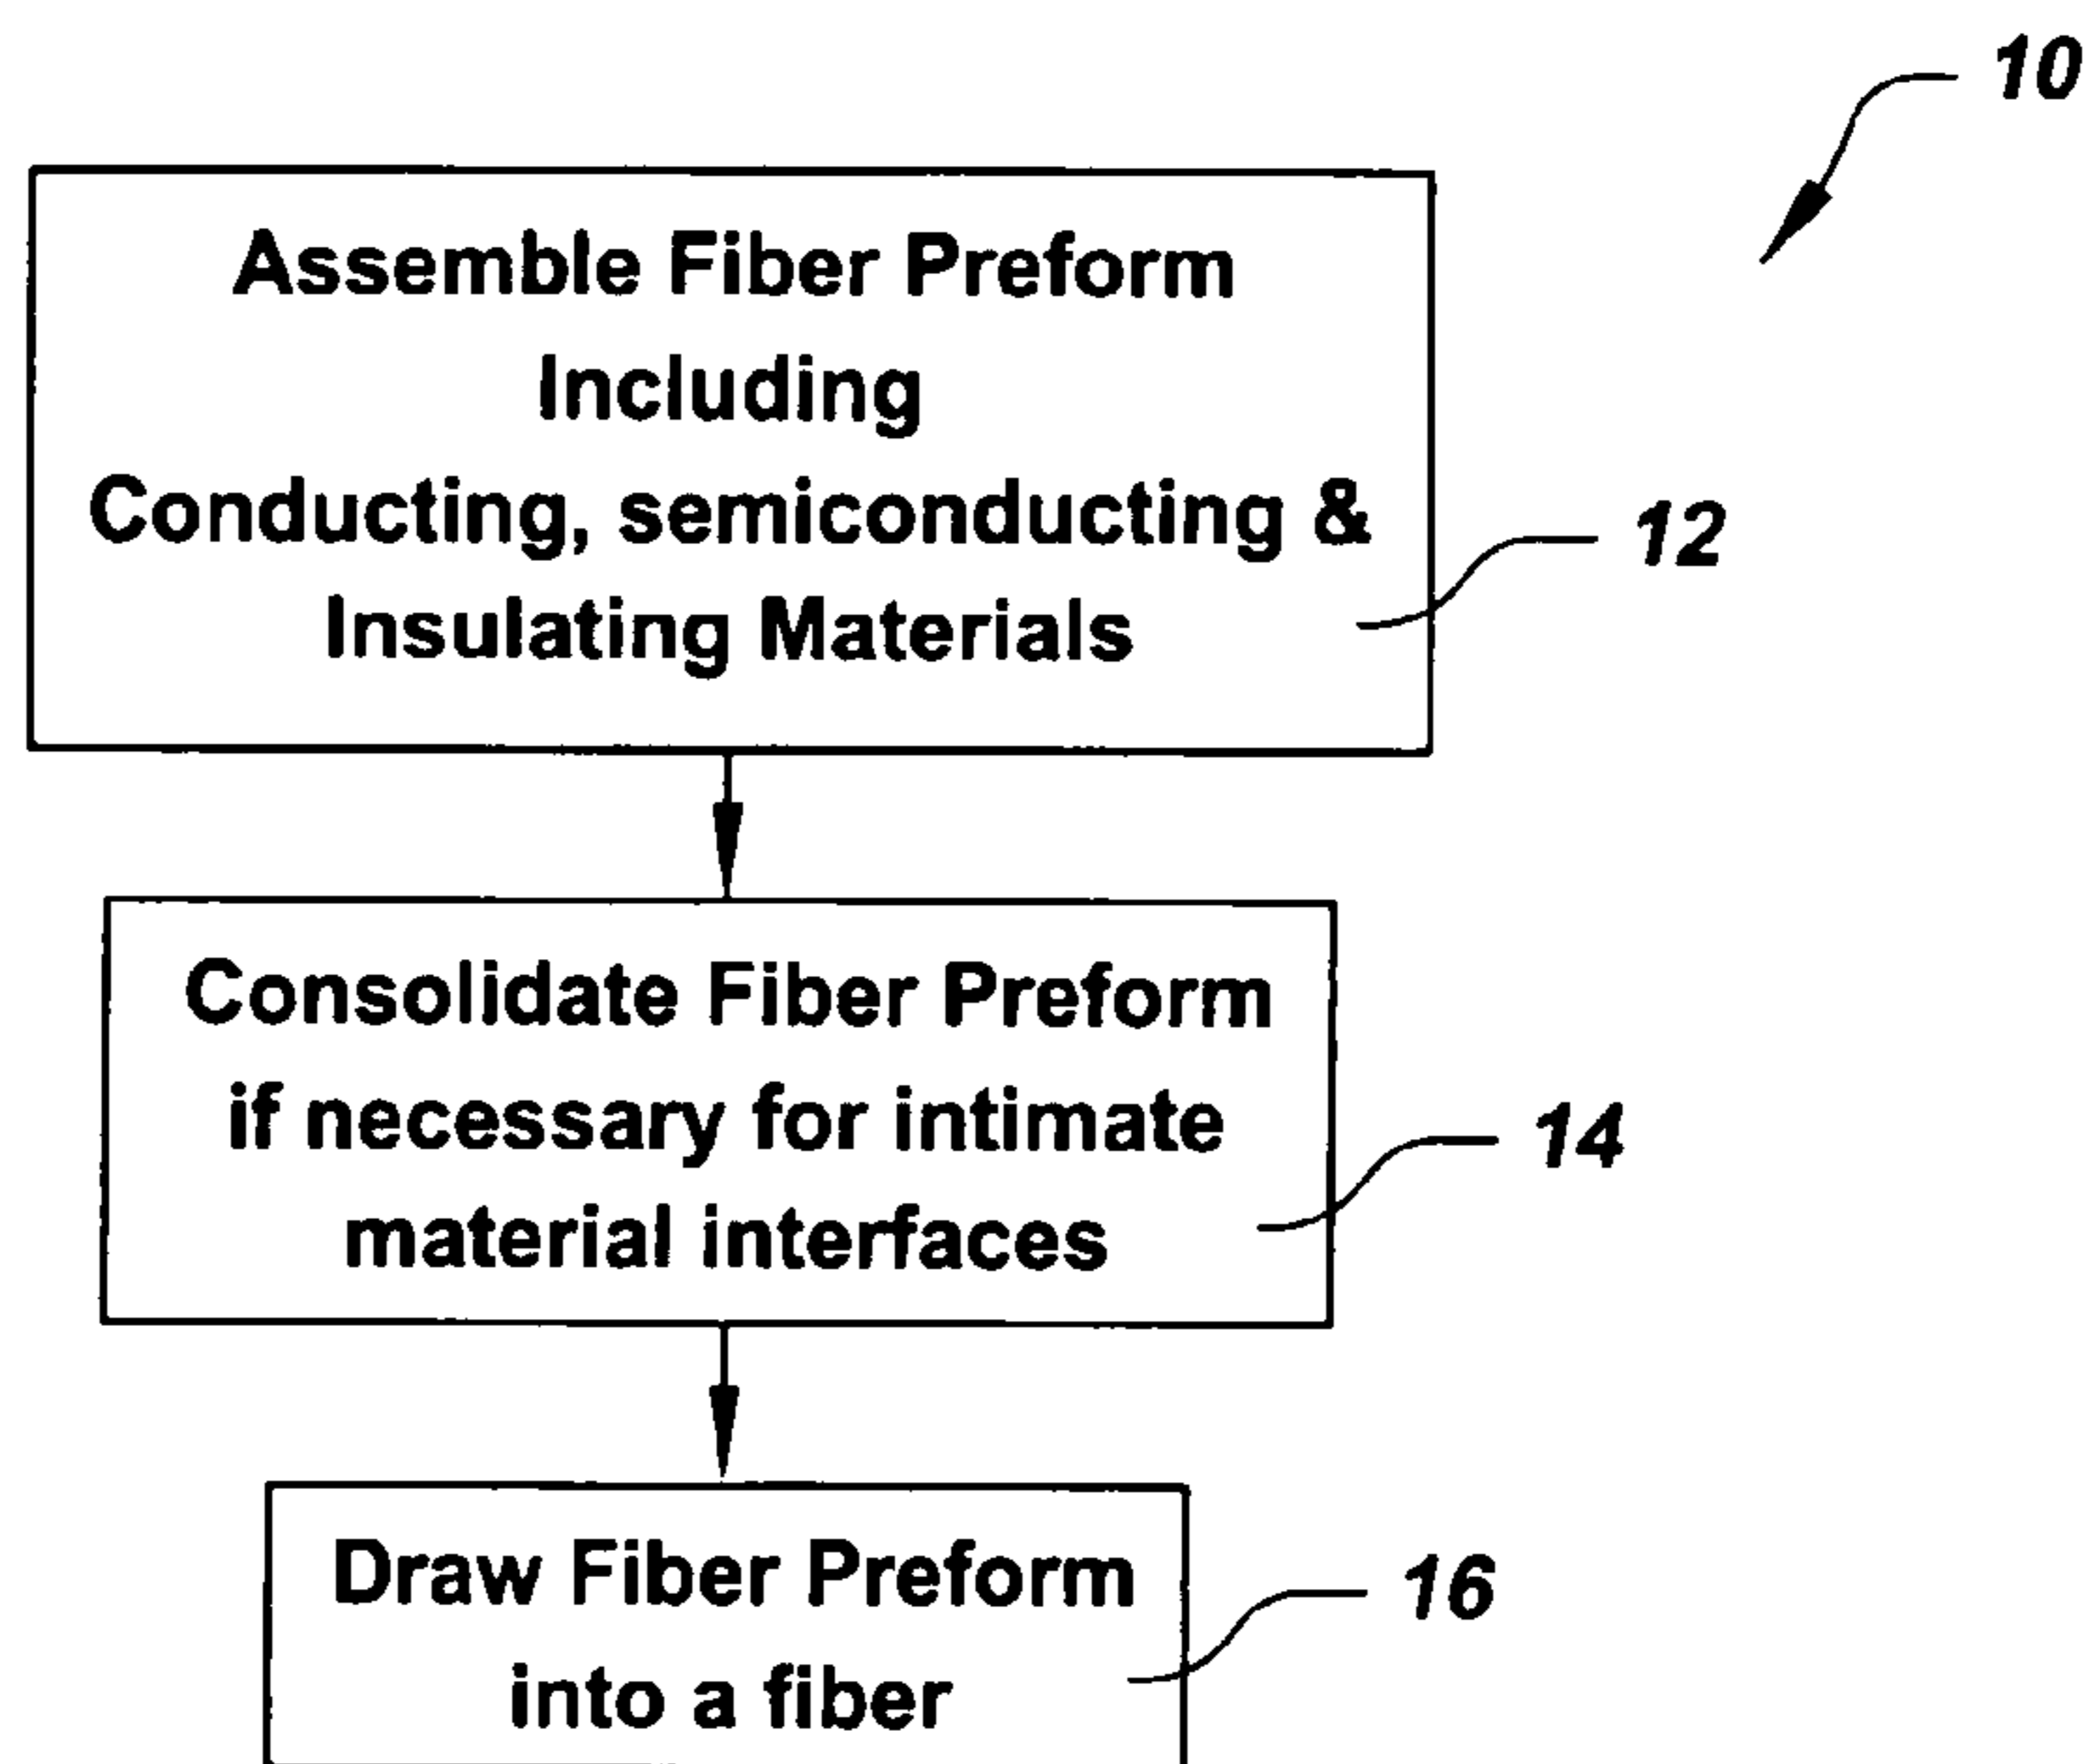 10
Assemble Fiber Preform
Including
Conducting, semiconducting &
Insulating Materials
12
Consolidate Fiber Preform
if necessary for intimate
material interfaces
14
Draw Fiber Preform
into a fiber
16